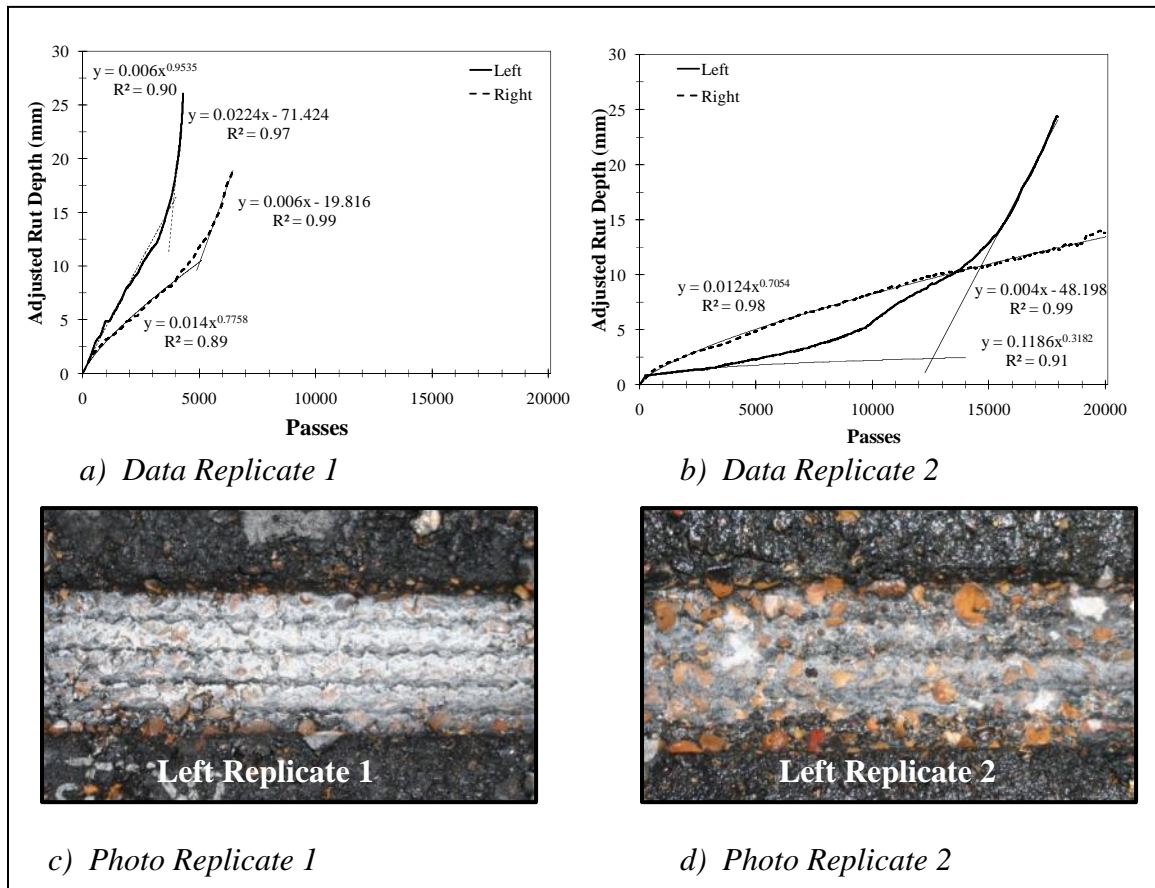 30
25
20
15
10
5
0
Adjusted Rut Depth (mm)
y = 0.006x^0.9535
R² = 0.90
y = 0.0224x - 71.424
R² = 0.97
y = 0.006x - 19.816
R² = 0.99
y = 0.014x^0.7758
R² = 0.89
Left
Right
0 5000 10000 15000 20000
Passes
a) Data Replicate 1
30
25
20
15
10
5
0
Adjusted Rut Depth (mm)
Left
Right
y = 0.0124x^0.7054
R² = 0.98
y = 0.004x - 48.198
R² = 0.99
y = 0.1186x^0.3182
R² = 0.91
0 5000 10000 15000 20000
Passes
b) Data Replicate 2
Left Replicate 1
Left Replicate 2
c) Photo Replicate 1
d) Photo Replicate 2